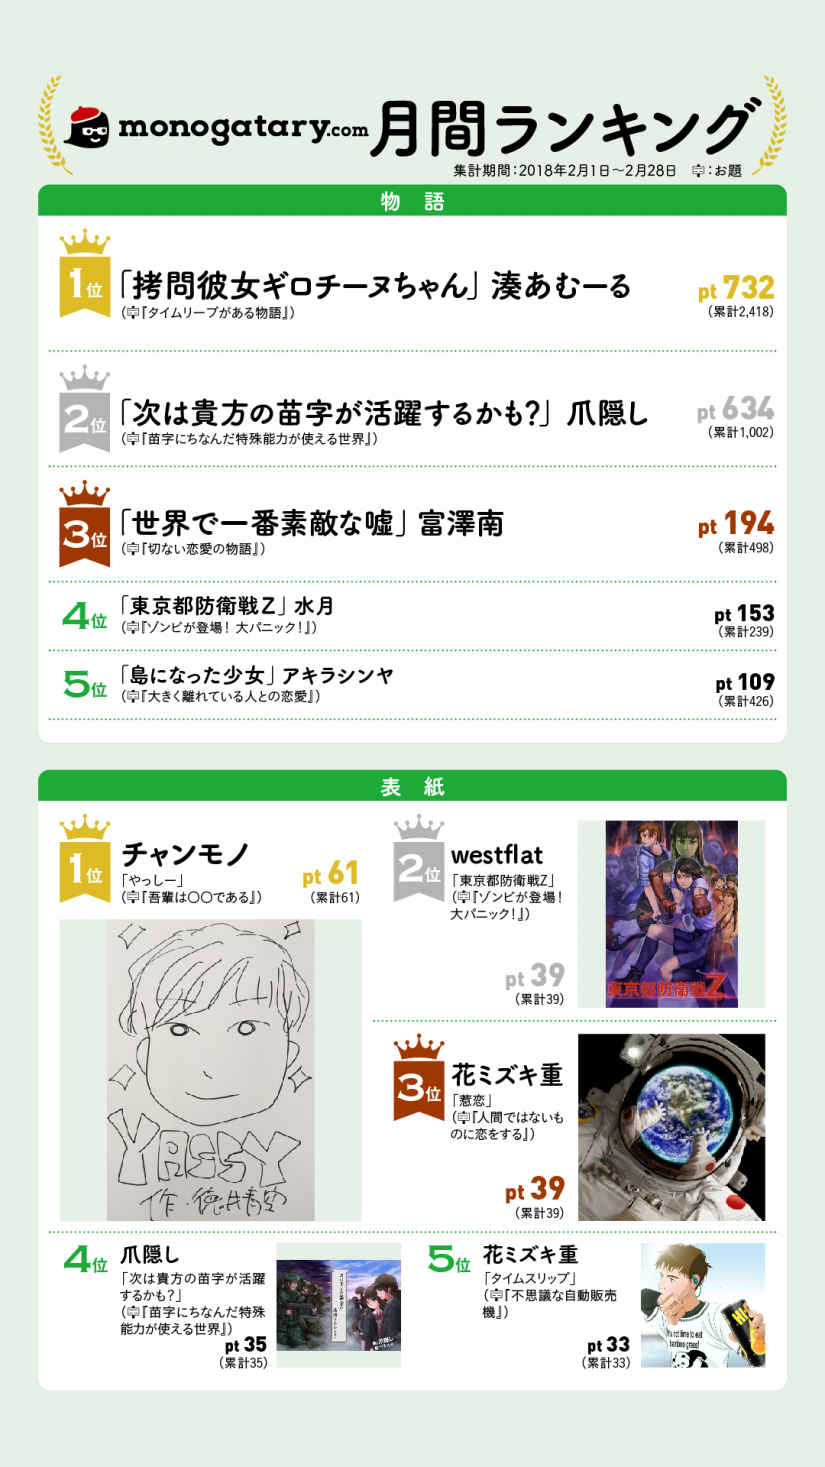 monogatary.com 月間ランキング
集計期間：2018年2月1日～2月28日 ：お題
物 語
1位
「拷問彼女ギロチーヌちゃん」 湊あむーる
（『タイムリープがある物語』）
pt 732
（累計2,418）
2位
「次は貴方の苗字が活躍するかも?」 爪隠し
（『苗字にちなんだ特殊能力が使える世界』）
pt 634
（累計1,002）
3位
「世界で一番素敵な嘘」 富澤南
（『切ない恋愛の物語』）
pt 194
（累計498）
4位
「東京都防衛戦Z」 水月
（『ゾンビが登場！ 大パニック！』）
pt 153
（累計239）
5位
「島になった少女」 アキラシンヤ
（『大きく離れている人との恋愛』）
pt 109
（累計426）
表 紙
1位
チャンモノ
「やっしー」
（『吾輩は〇〇である』）
pt 61
（累計61）
YASSY
作・徳井青空
2位
westflat
「東京都防衛戦Z」
（『ゾンビが登場！
大パニック！』）
pt 39
（累計39）
東京都防衛戦Z
3位
花ミズキ重
「惹恋」
（『人間ではないも
のに恋をする』）
pt 39
（累計39）
4位
爪隠し
「次は貴方の苗字が活躍
するかも？」
（『苗字にちなんだ特殊
能力が使える世界』）
pt 35
（累計35）
5位
花ミズキ重
「タイムスリップ」
（『不思議な自動販売
機』）
pt 33
（累計33）
It's not time to eat
bamboo grass!